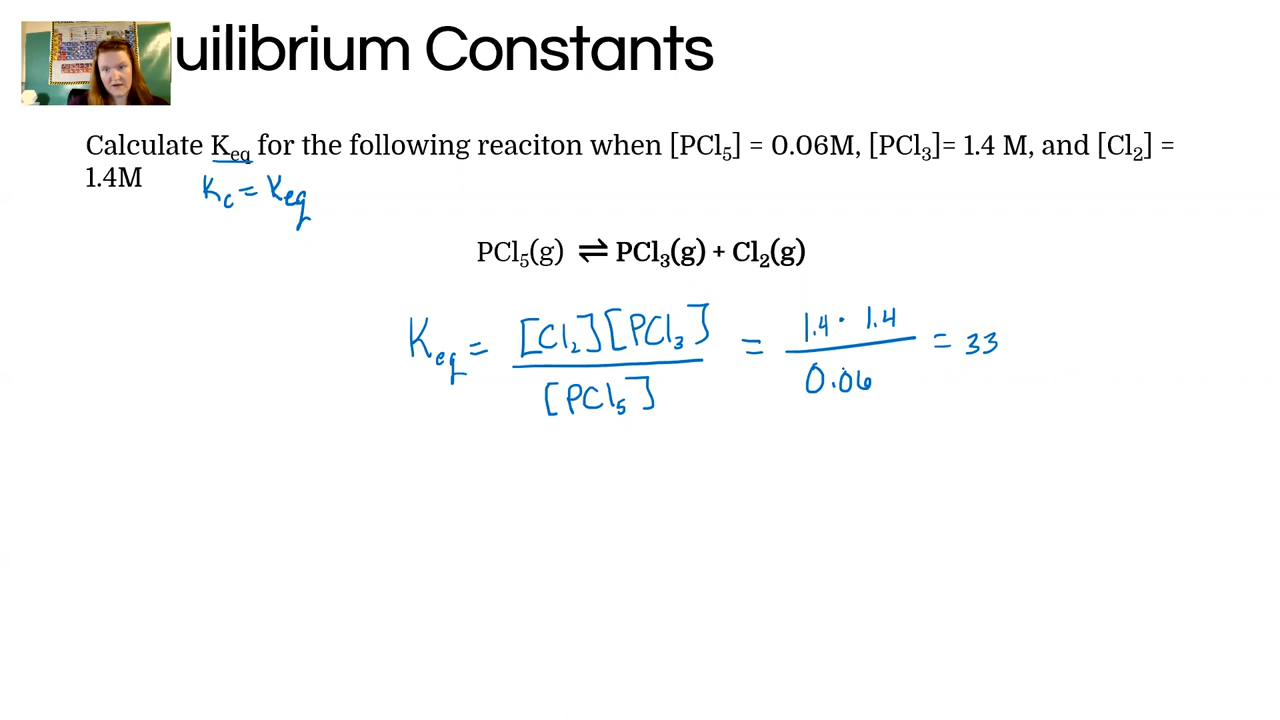 uilibrium Constants
Calculate Keq for the following reaciton when [PCl5] = 0.06M, [PCl3]= 1.4 M, and [Cl2] =
1.4M
Kc = Keq
PCl5(g) ⇌ PCl3(g) + Cl2(g)
Keq = [Cl2][PCl3] / [PCl5] = 1.4 · 1.4 / 0.06 = 33